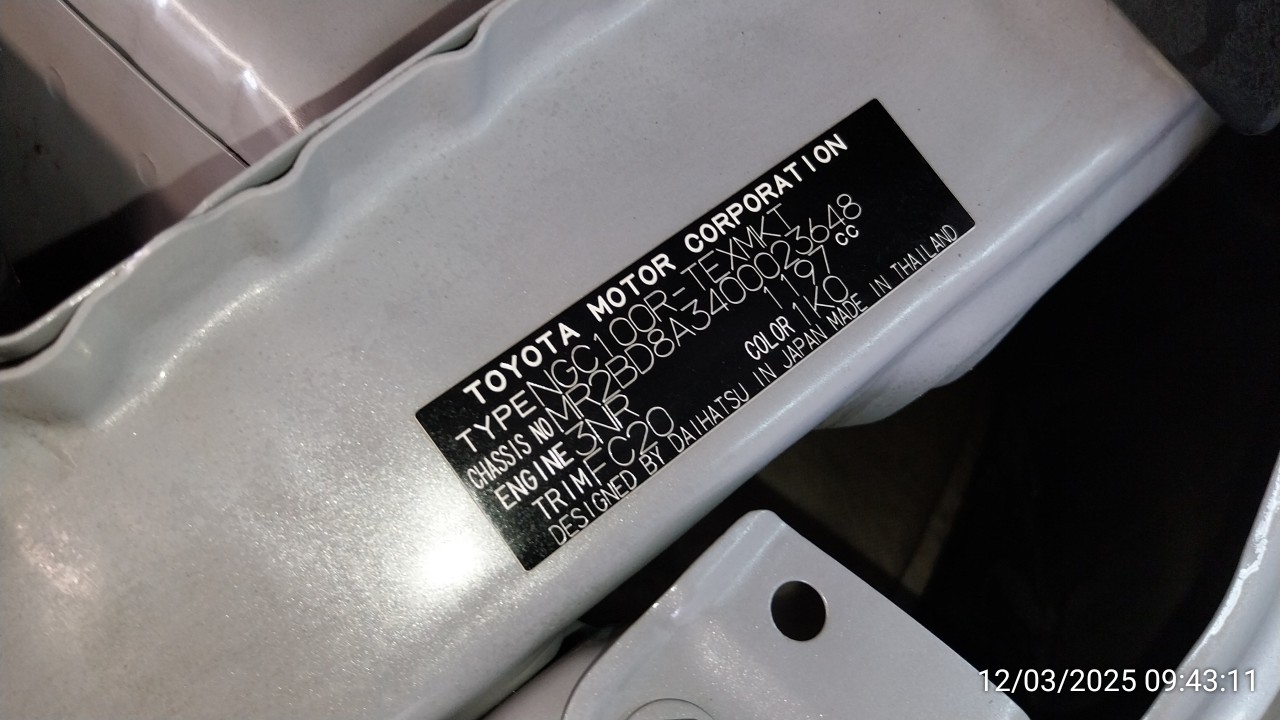 TOYOTA MOTOR CORPORATION
TYPE NGC100R-TEXMKT
CHASSIS NO MR2BD8A3400023648
ENGINE 3NR 1197 CC
TRIM FC20 COLOR 1K0
DESIGNED BY DAIHATSU IN JAPAN MADE IN THAILAND
12/03/2025 09:43:11